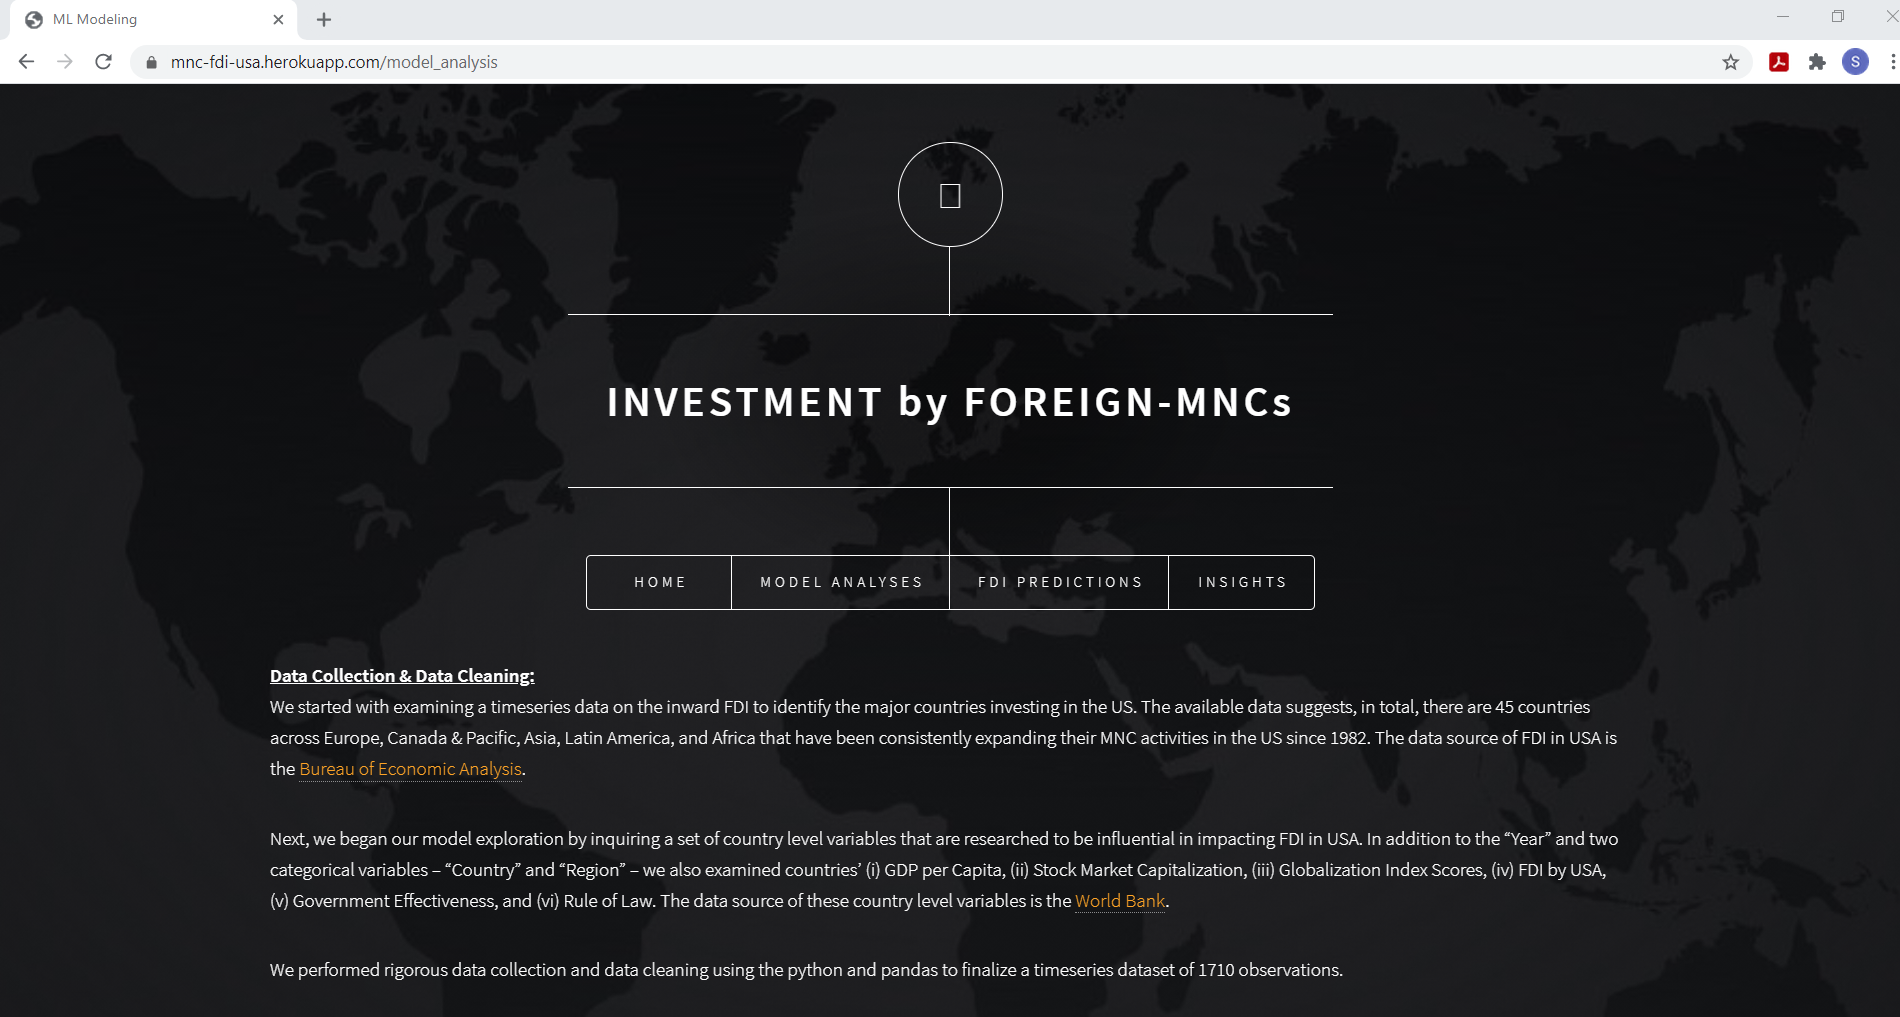 ML Modeling
mnc-fdi-usa.herokuapp.com/model_analysis
S
INVESTMENT by FOREIGN-MNCs
HOME MODEL ANALYSES FDI PREDICTIONS INSIGHTS
Data Collection & Data Cleaning:
We started with examining a timeseries data on the inward FDI to identify the major countries investing in the US. The available data suggests, in total, there are 45 countries
across Europe, Canada & Pacific, Asia, Latin America, and Africa that have been consistently expanding their MNC activities in the US since 1982. The data source of FDI in USA is
the Bureau of Economic Analysis.
Next, we began our model exploration by inquiring a set of country level variables that are researched to be influential in impacting FDI in USA. In addition to the “Year” and two
categorical variables – “Country” and “Region” – we also examined countries’ (i) GDP per Capita, (ii) Stock Market Capitalization, (iii) Globalization Index Scores, (iv) FDI by USA,
(v) Government Effectiveness, and (vi) Rule of Law. The data source of these country level variables is the World Bank.
We performed rigorous data collection and data cleaning using the python and pandas to finalize a timeseries dataset of 1710 observations.